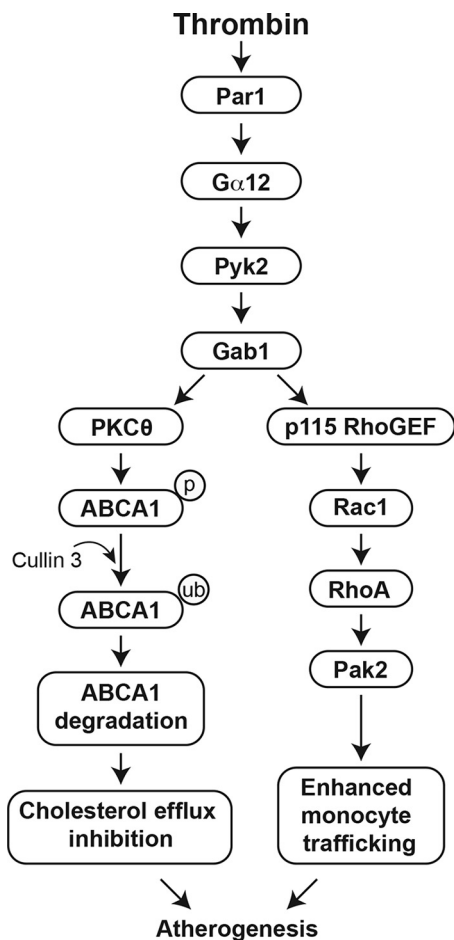 Thrombin
Par1
Gα12
Pyk2
Gab1
PKCθ
p115 RhoGEF
p
ABCA1
Rac1
Cullin 3
ub
ABCA1
RhoA
ABCA1
degradation
Pak2
Cholesterol efflux
inhibition
Enhanced
monocyte
trafficking
Atherogenesis